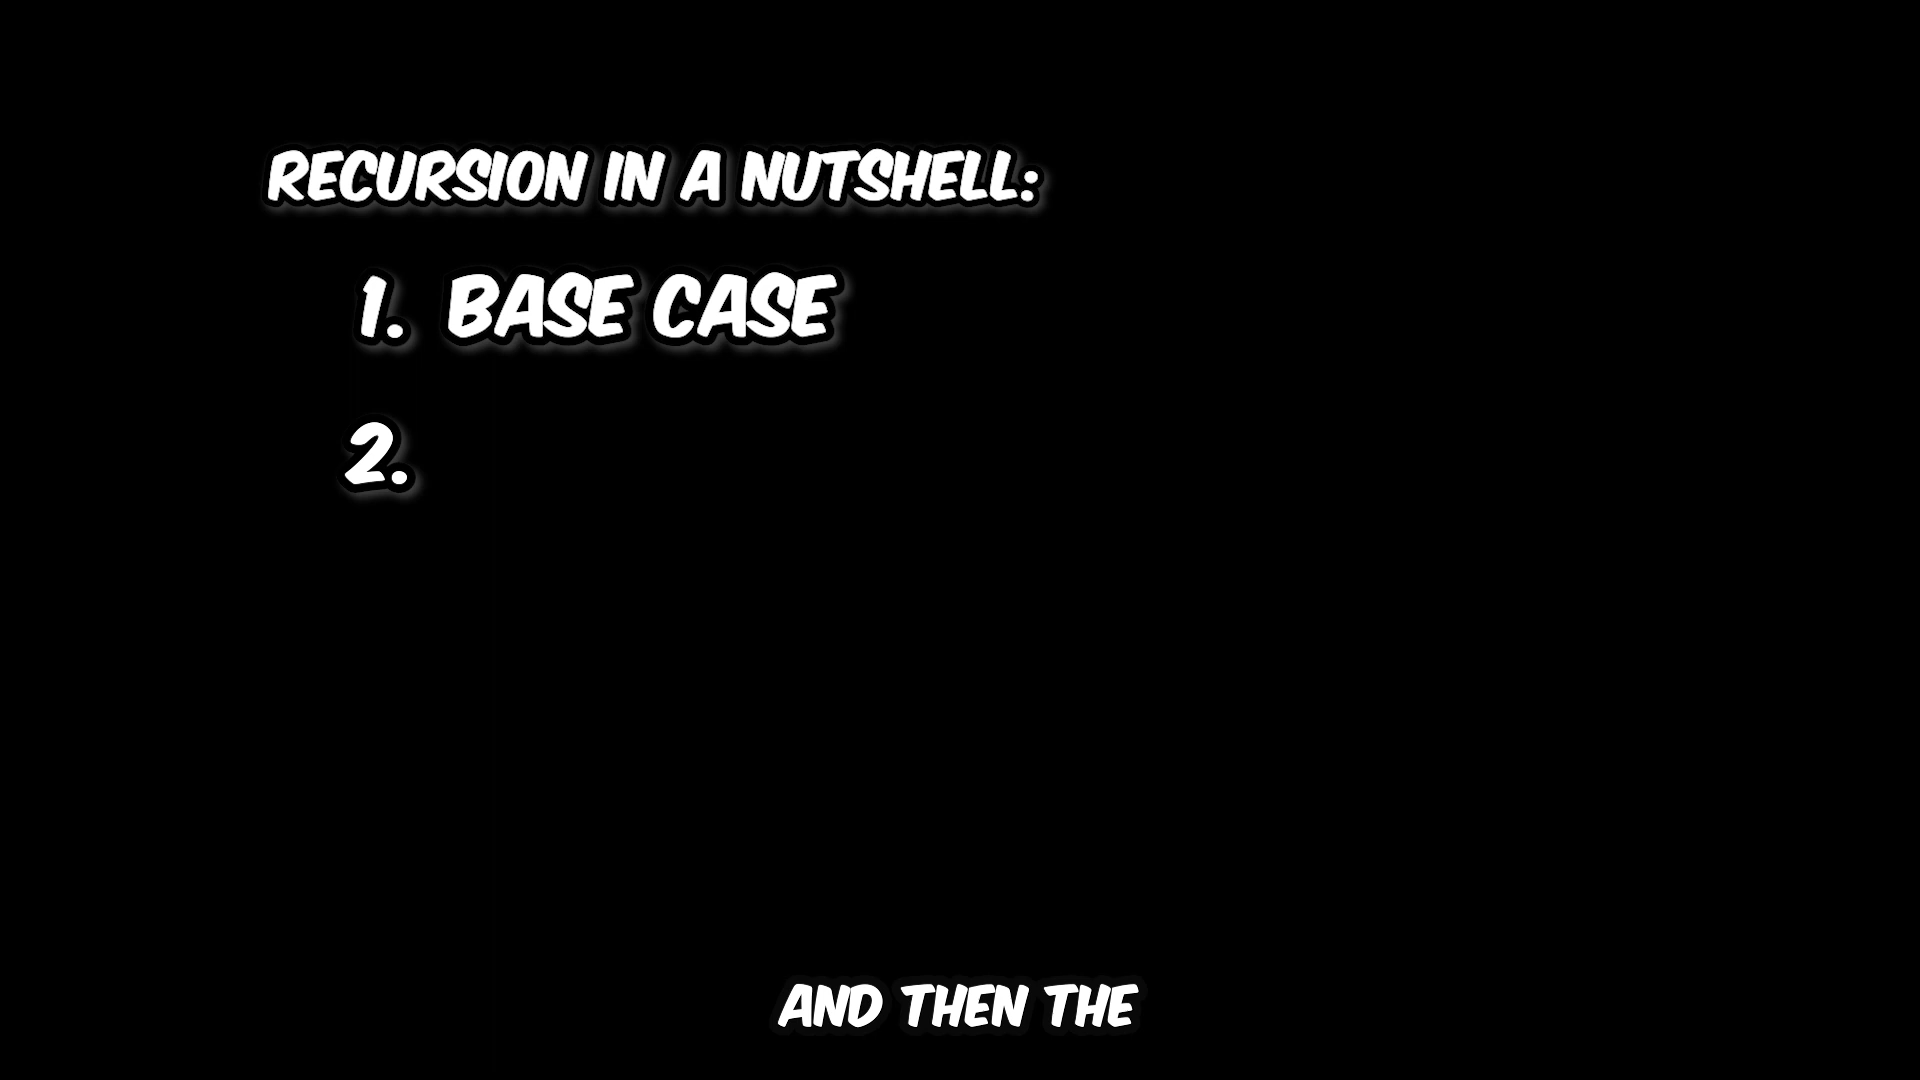 RECURSION IN A NUTSHELL:
1. BASE CASE
2.
AND THEN THE